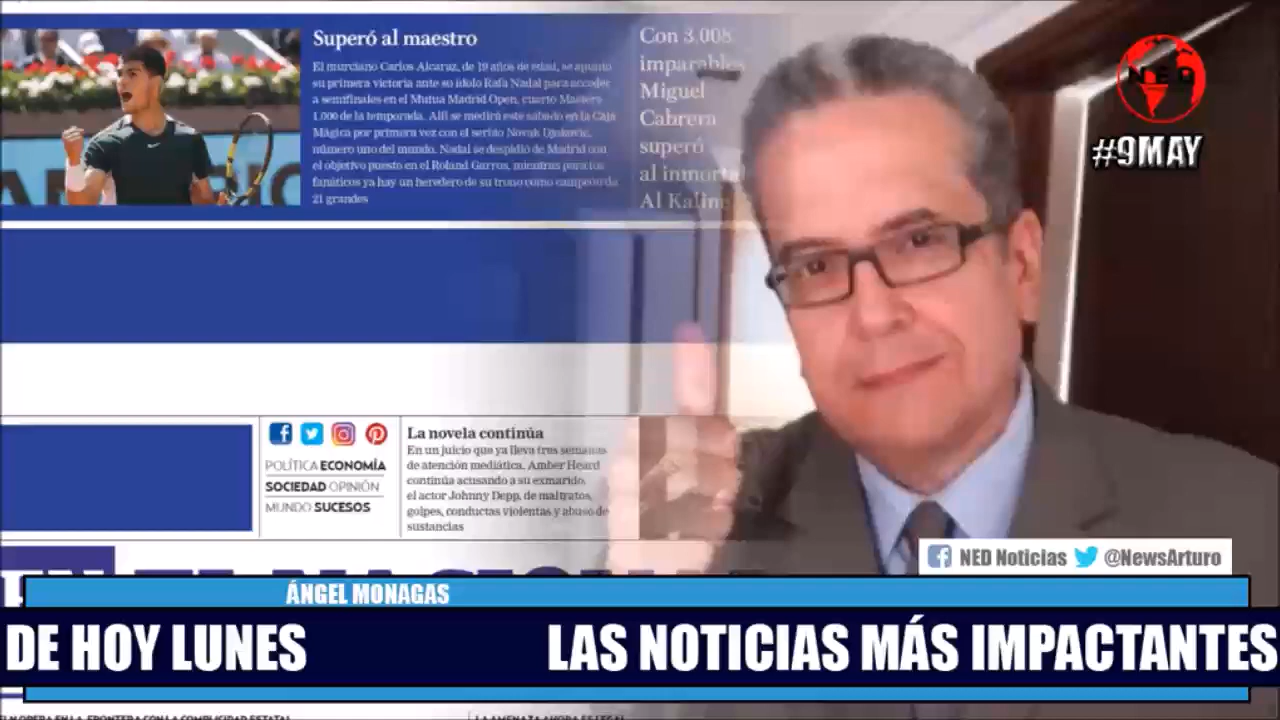 Superó al maestro
El murciano Carlos Alcaraz, de 19 años de edad, se apuntó
su primera victoria ante su ídolo Rafa Nadal para acceder
a semifinales en el Mutua Madrid Open, cuarto Masters
1.000 de la temporada. Allí se medirá este sábado en la Caja
Mágica por primera vez con el serbio Novak Djokovic,
número uno del mundo. Nadal se despidió de Madrid con
el objetivo puesto en el Roland Garros, mientras para los
fanáticos ya hay un heredero de su trono como campeón de
21 grandes
Con 3.008
imparables
Miguel
Cabrera
superó
al inmortal
Al Kaline
NED
#9MAY
POLÍTICA ECONOMÍA
SOCIEDAD OPINIÓN
MUNDO SUCESOS
La novela continúa
En un juicio que ya lleva tres semanas
de atención mediática, Amber Heard
continúa acusando a su exmarido,
el actor Johnny Depp, de maltratos,
golpes, conductas violentas y abuso de
sustancias
NED Noticias @NewsArturo
ÁNGEL MONAGAS
DE HOY LUNES LAS NOTICIAS MÁS IMPACTANTES